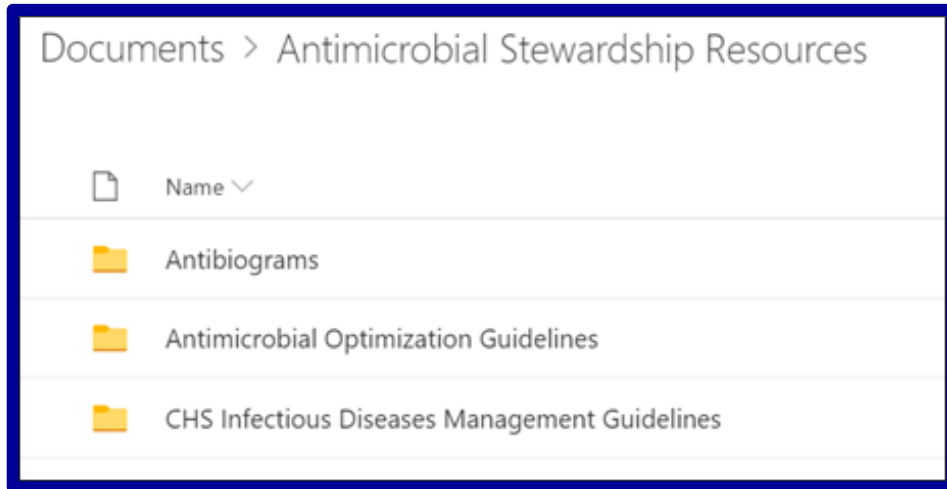 Documents > Antimicrobial Stewardship Resources
Name
Antibiograms
Antimicrobial Optimization Guidelines
CHS Infectious Diseases Management Guidelines